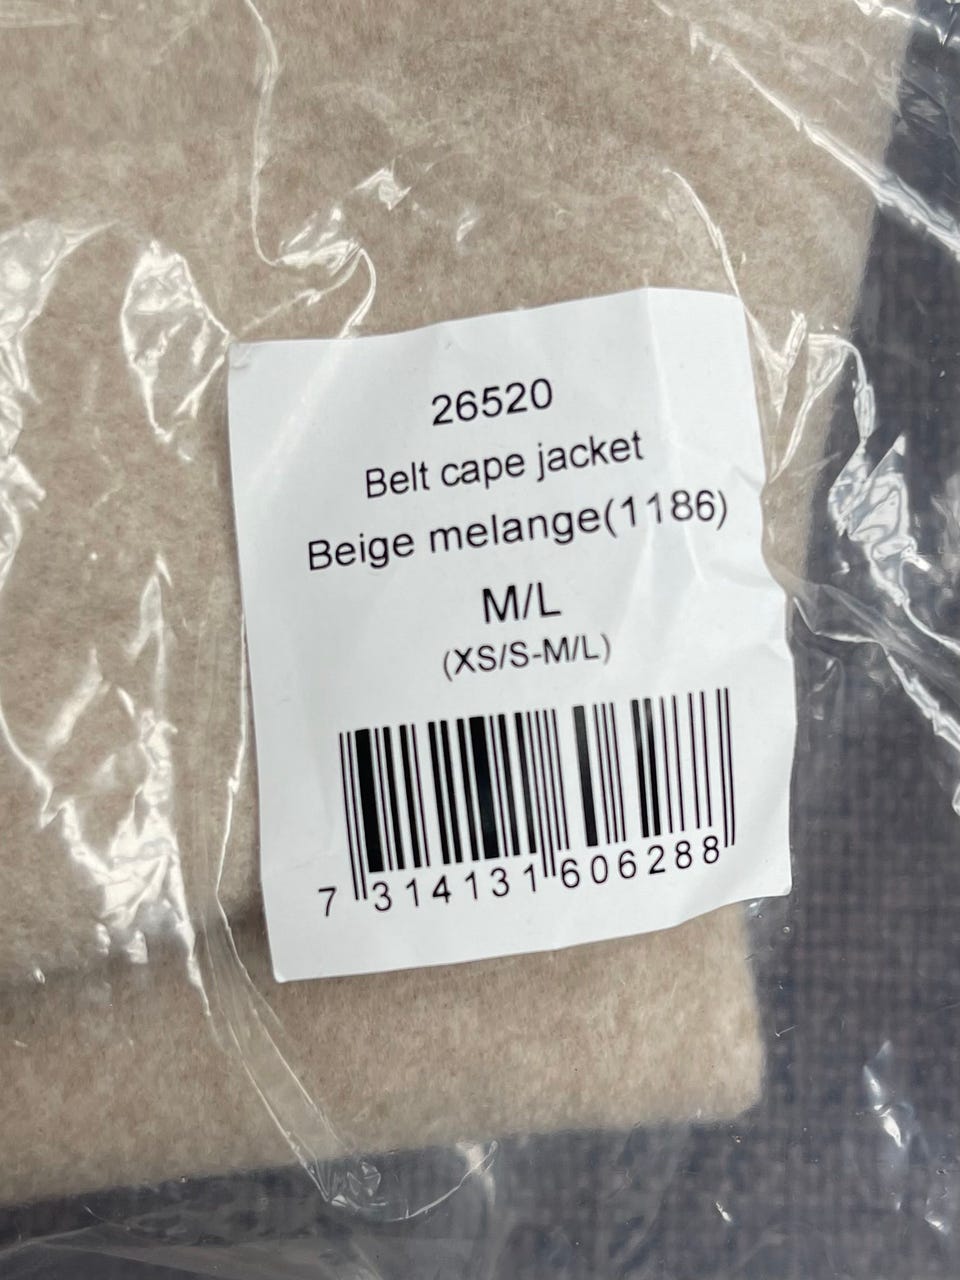 26520
Belt cape jacket
Beige melange(1186)
M/L
(XS/S-M/L)
7 314131 606288